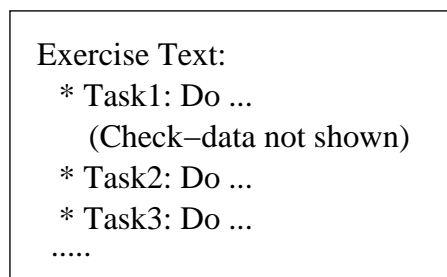 Exercise Text:
* Task1: Do ...
(Check−data not shown)
* Task2: Do ...
* Task3: Do ...
.....